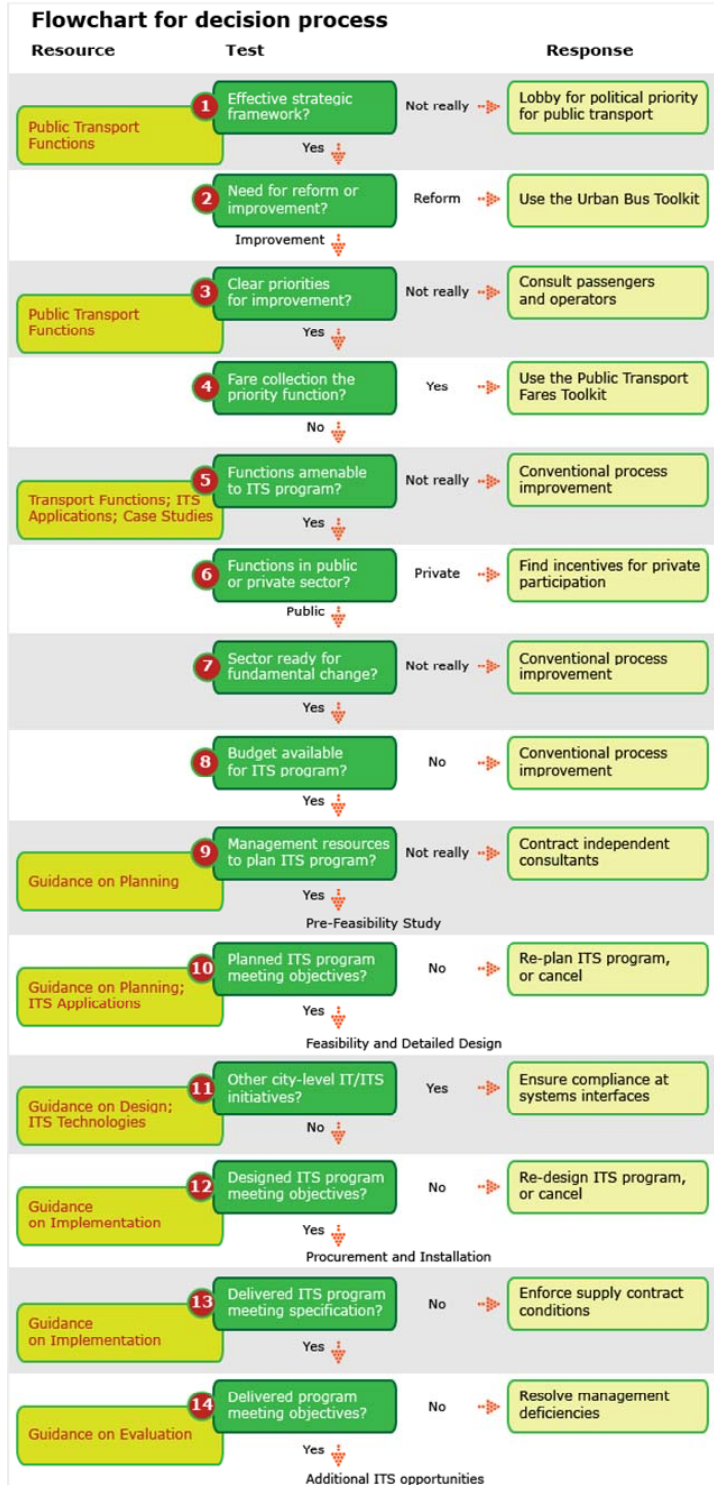 Flowchart for decision process
Resource Test Response
1
Effective strategic
framework?
Not really
Lobby for political priority
for public transport
Public Transport
Functions
Yes
2
Need for reform or
improvement?
Reform
Use the Urban Bus Toolkit
Improvement
3
Clear priorities
for improvement?
Not really
Consult passengers
and operators
Public Transport
Functions
Yes
4
Fare collection the
priority function?
Yes
Use the Public Transport
Fares Toolkit
No
5
Functions amenable
to ITS program?
Not really
Conventional process
improvement
Transport Functions; ITS
Applications; Case Studies
Yes
6
Functions in public
or private sector?
Private
Find incentives for private
participation
Public
7
Sector ready for
fundamental change?
Not really
Conventional process
improvement
Yes
8
Budget available
for ITS program?
No
Conventional process
improvement
Yes
9
Management resources
to plan ITS program?
Not really
Contract independent
consultants
Guidance on Planning
Yes
Pre-Feasibility Study
10
Planned ITS program
meeting objectives?
No
Re-plan ITS program,
or cancel
Guidance on Planning;
ITS Applications
Yes
Feasibility and Detailed Design
11
Other city-level IT/ITS
initiatives?
Yes
Ensure compliance at
systems interfaces
Guidance on Design;
ITS Technologies
No
12
Designed ITS program
meeting objectives?
No
Re-design ITS program,
or cancel
Guidance
on Implementation
Yes
Procurement and Installation
13
Delivered ITS program
meeting specification?
No
Enforce supply contract
conditions
Guidance
on Implementation
Yes
14
Delivered program
meeting objectives?
No
Resolve management
deficiencies
Guidance on Evaluation
Yes
Additional ITS opportunities